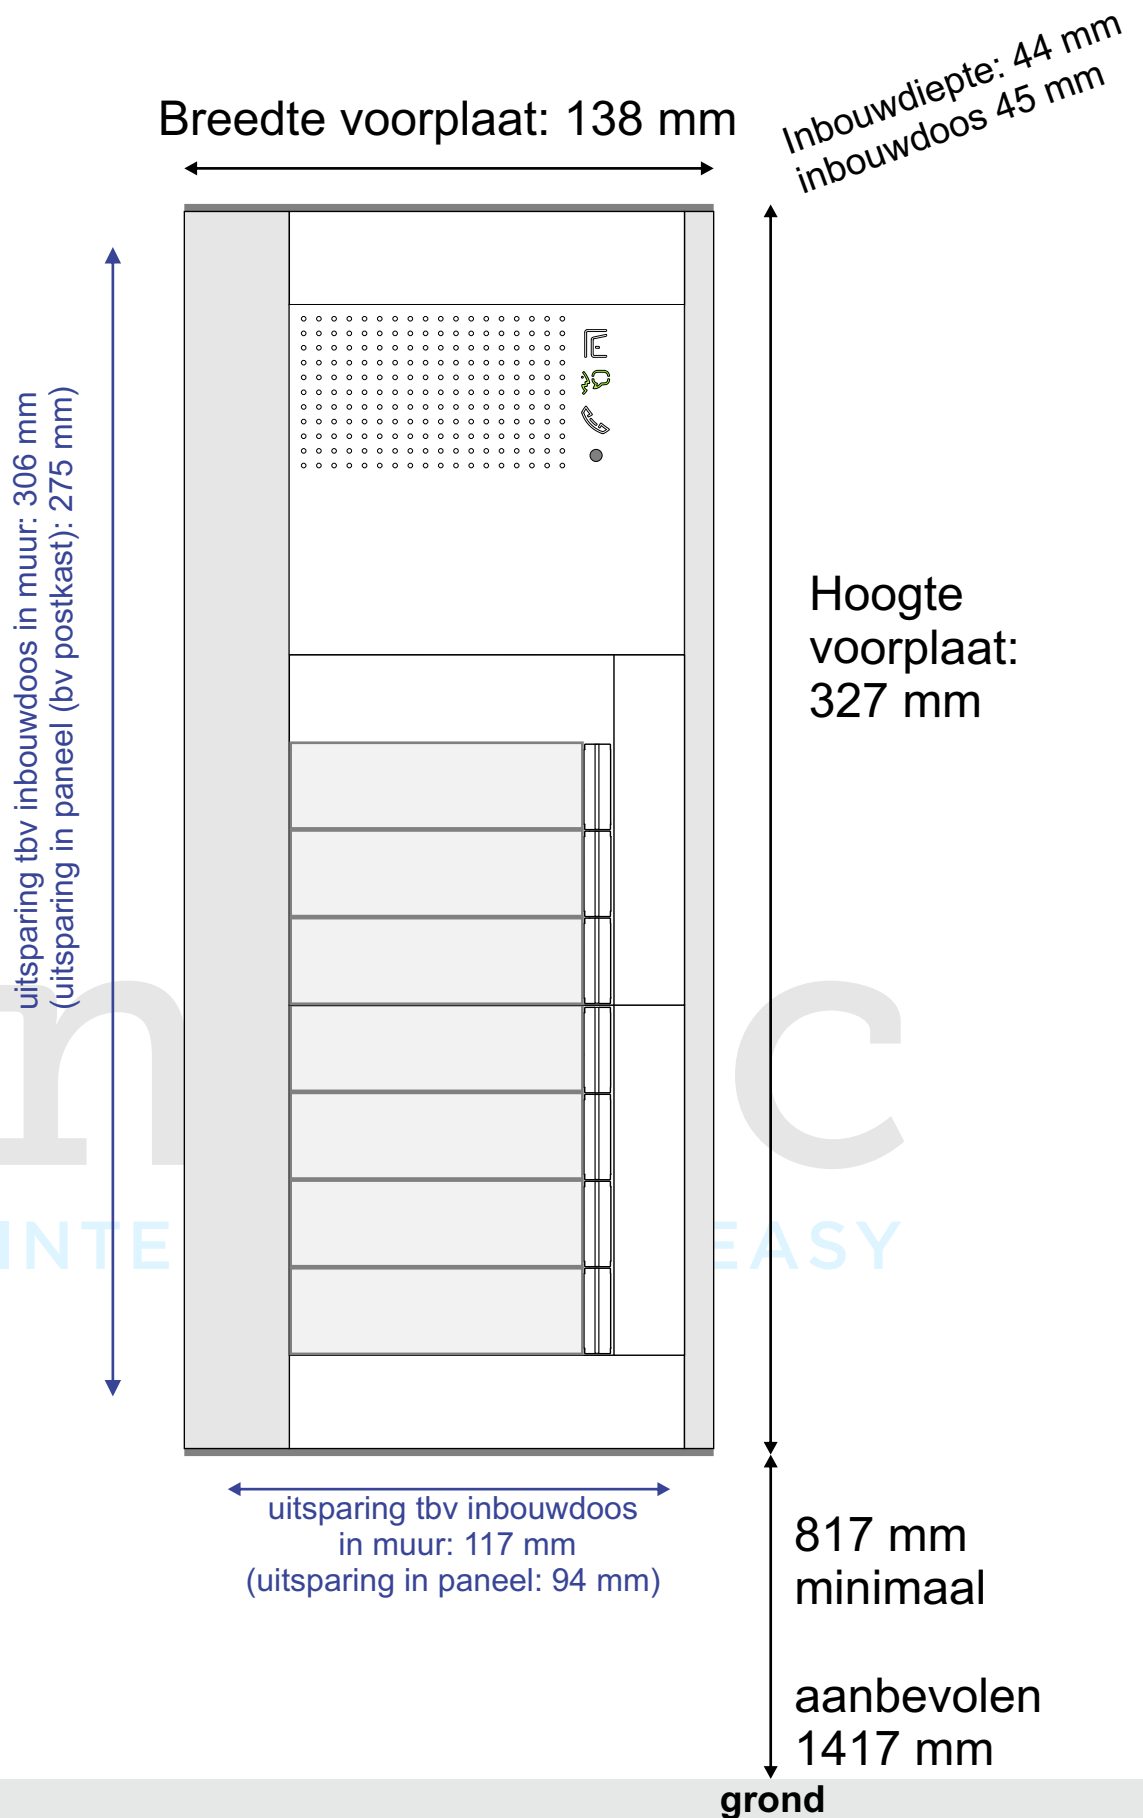 Inbouwdiepte: 44 mm
inbouwdoos 45 mm
Breedte voorplaat: 138 mm
uitsparing tbv inbouwdoos in muur: 306 mm
(uitsparing in paneel (bv postkast): 275 mm)
Hoogte
voorplaat:
327 mm
uitsparing tbv inbouwdoos
in muur: 117 mm
(uitsparing in paneel: 94 mm)
817 mm
minimaal
aanbevolen
1417 mm
grond
INTE EASY